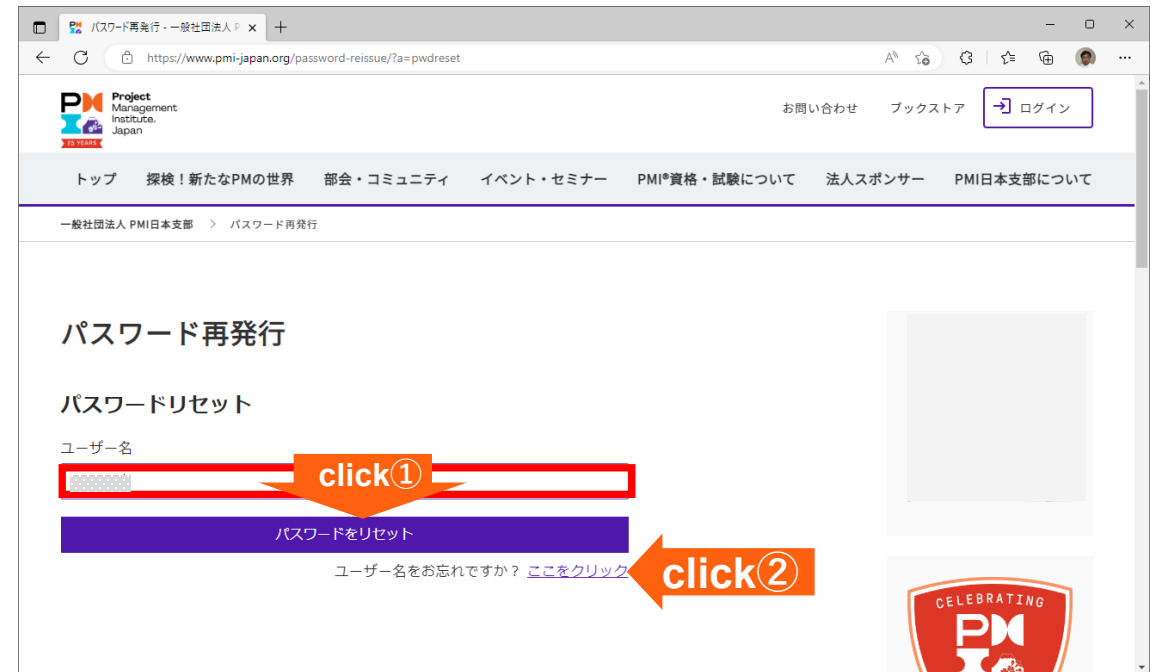 パスワード再発行 - 一般社団法人 P
https://www.pmi-japan.org/password-reissue/?a=pwdreset
Project
Management
Institute.
Japan
25 YEARS
お問い合わせ ブックストア ログイン
トップ 探検！新たなPMの世界 部会・コミュニティ イベント・セミナー PMI®資格・試験について 法人スポンサー PMI日本支部について
一般社団法人 PMI日本支部 > パスワード再発行
パスワード再発行
パスワードリセット
ユーザー名
click①
パスワードをリセット
ユーザー名をお忘れですか？ ここをクリック
click②
CELEBRATING
PM